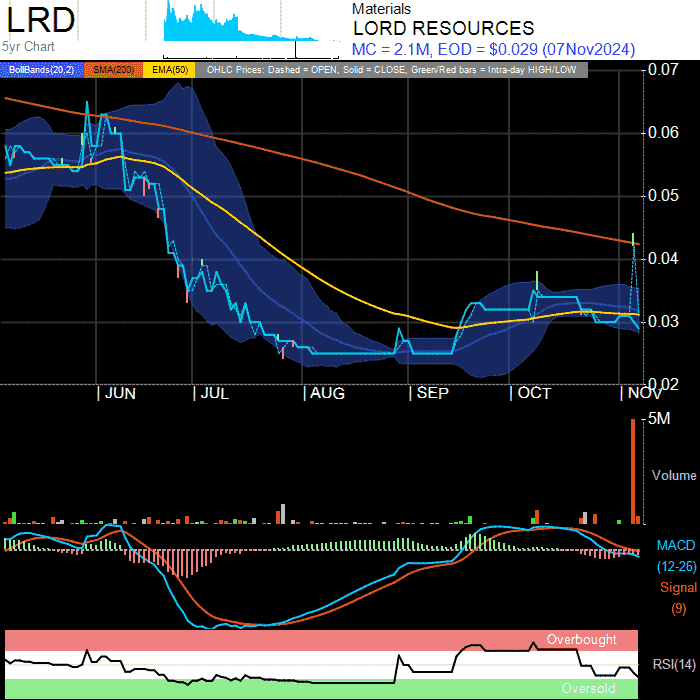 LRD
5yr Chart
Materials
LORD RESOURCES
MC = 2.1M, EOD = $0.029 (07Nov2024)
BollBands(20,2) SMA(200) EMA(50) OHLC Prices: Dashed = OPEN, Solid = CLOSE, Green/Red bars = Intra-day HIGH/LOW
0.07
0.06
0.05
0.04
0.03
0.02
JUN JUL AUG SEP OCT NOV
5M
Volume
MACD
(12-26)
Signal
(9)
Overbought
RSI(14)
Oversold